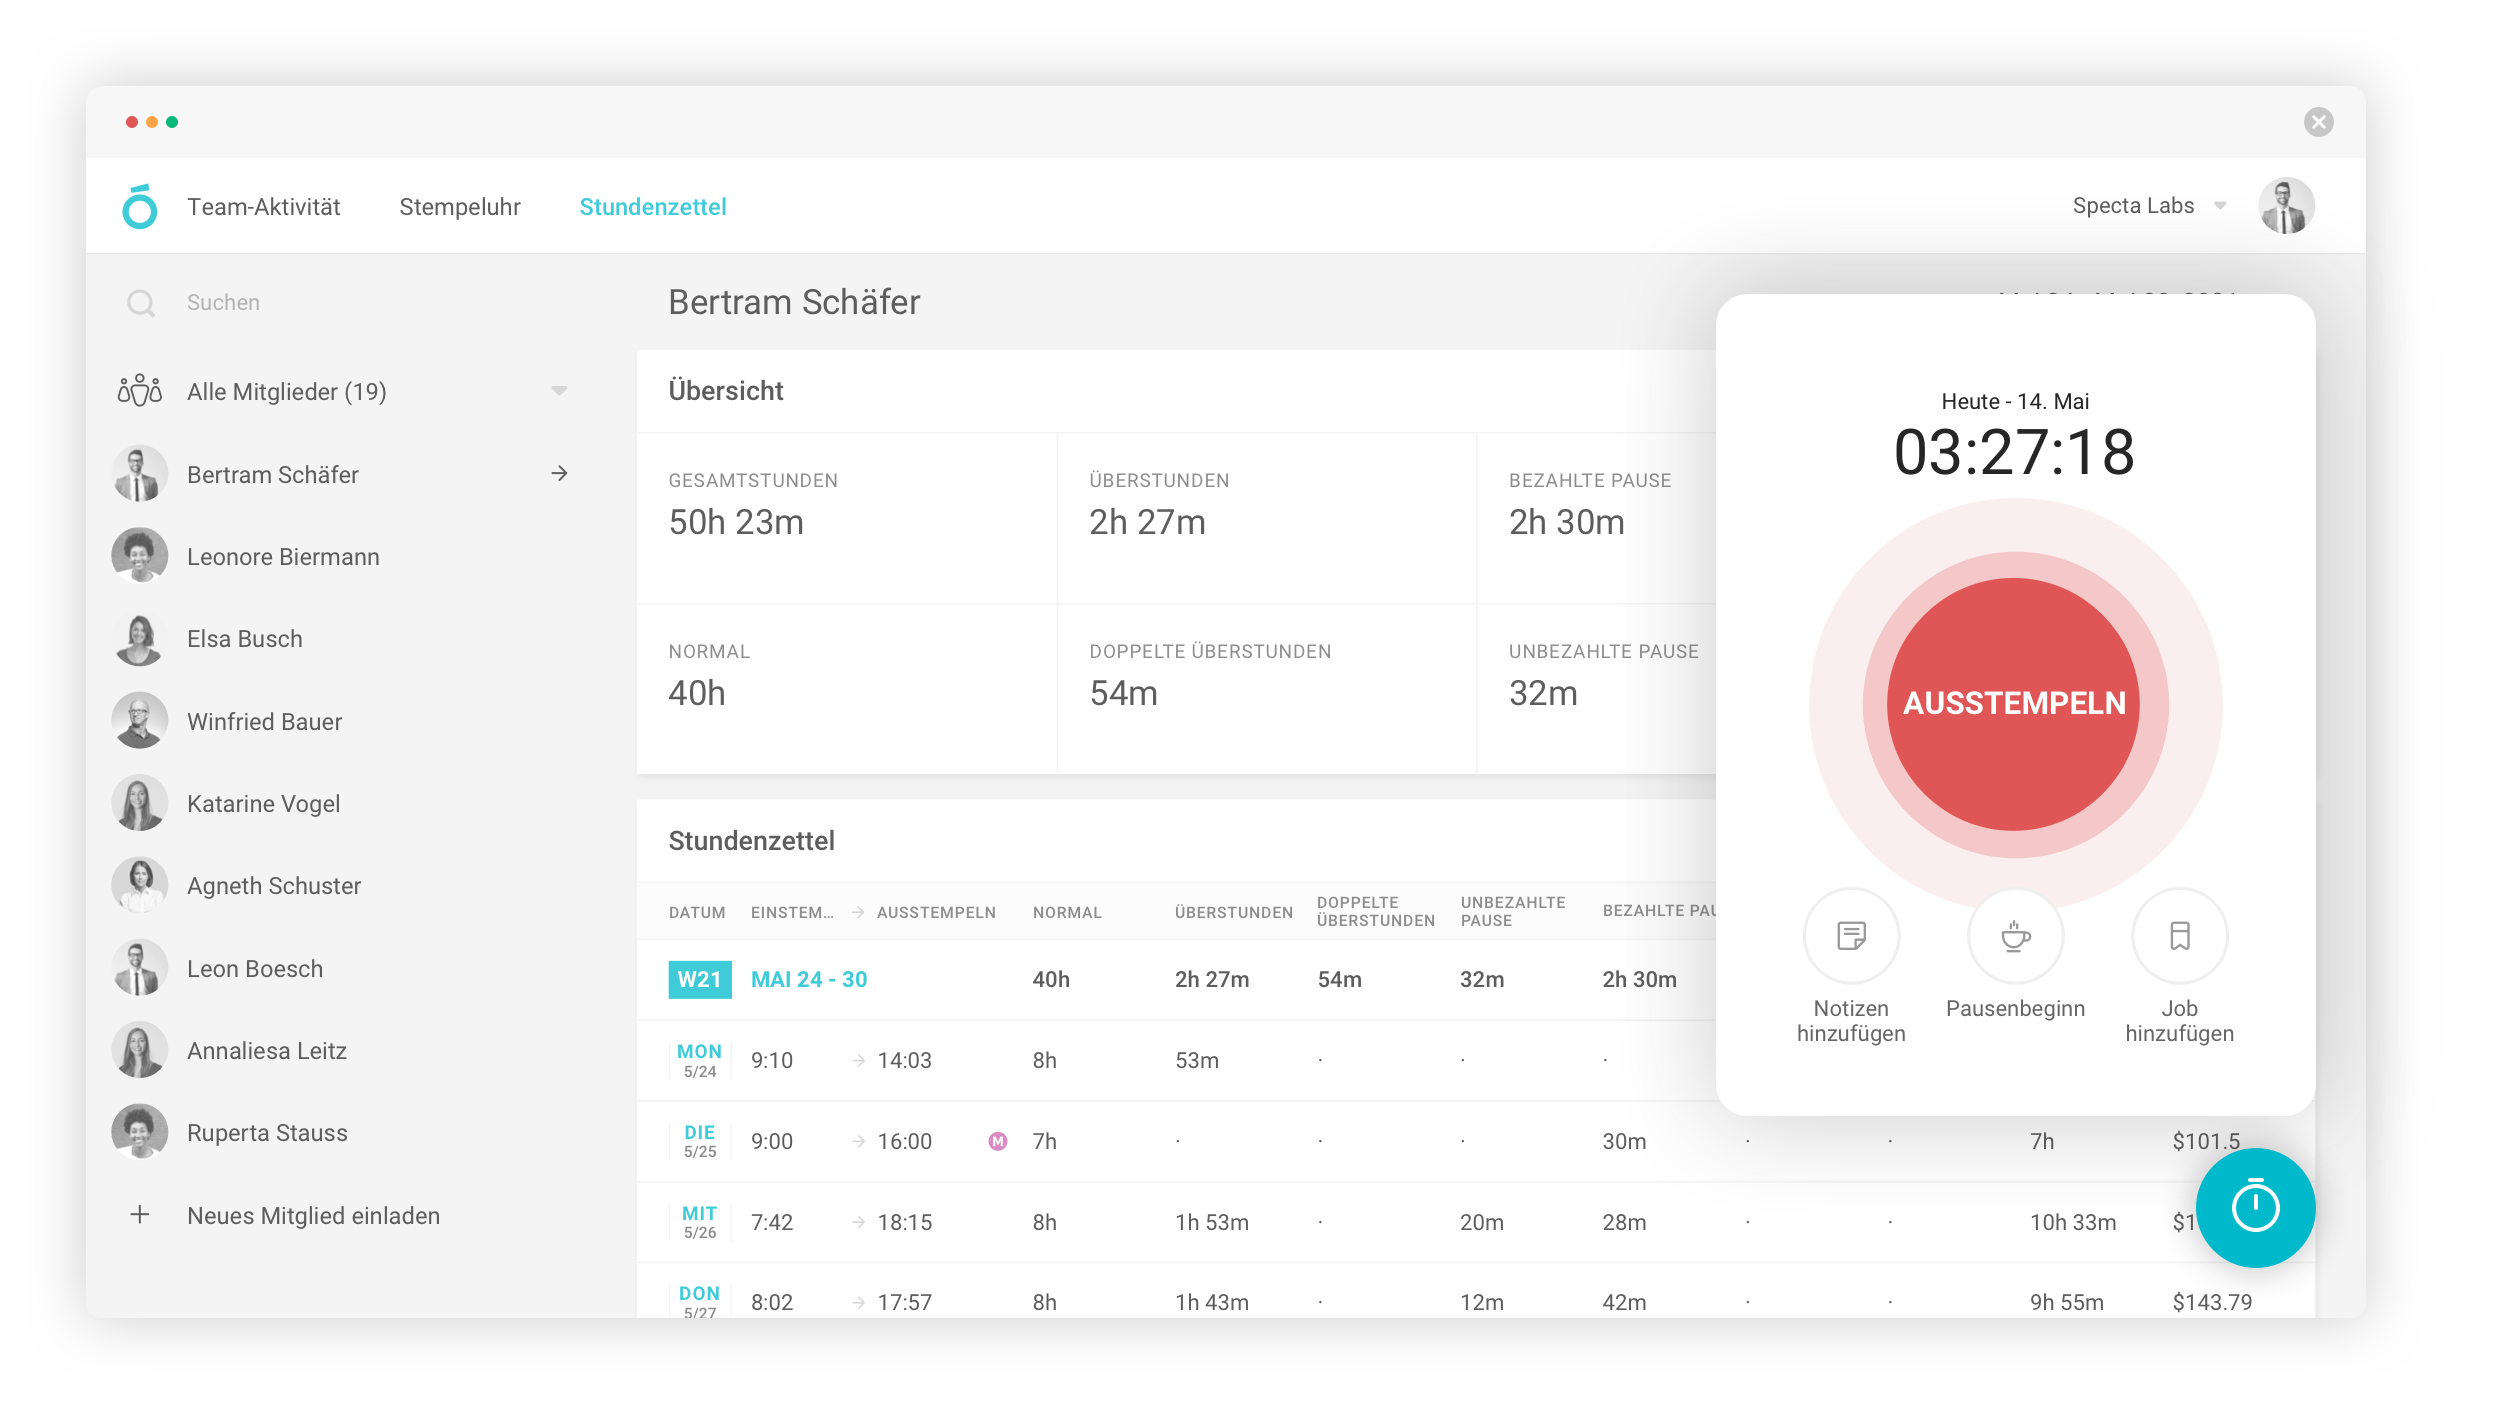 Team-Aktivität
Stempeluhr
Stundenzettel
Specta Labs
Suchen
Alle Mitglieder (19)
Bertram Schäfer
Leonore Biermann
Elsa Busch
Winfried Bauer
Katarine Vogel
Agneth Schuster
Leon Boesch
Annaliesa Leitz
Ruperta Stauss
Neues Mitglied einladen
Bertram Schäfer
Übersicht
GESAMTSTUNDEN
50h 23m
ÜBERSTUNDEN
2h 27m
BEZAHLTE PAUSE
2h 30m
NORMAL
40h
DOPPELTE ÜBERSTUNDEN
54m
UNBEZAHLTE PAUSE
32m
Stundenzettel
DATUM EINSTEM... → AUSSTEMPELN NORMAL ÜBERSTUNDEN DOPPELTE ÜBERSTUNDEN UNBEZAHLTE PAUSE BEZAHLTE
W21 MAI 24 - 30 40h 2h 27m 54m 32m 2h 30m
MON 5/24 9:10 → 14:03 8h 53m · · ·
DIE 5/25 9:00 → 16:00 M 7h · · · 30m · · 7h $101.5
MIT 5/26 7:42 → 18:15 8h 1h 53m · 20m 28m · · 10h 33m
DON 5/27 8:02 → 17:57 8h 1h 43m · 12m 42m · · 9h 55m $143.79
Heute - 14. Mai
03:27:18
AUSSTEMPELN
Notizen
hinzufügen
Pausenbeginn
Job
hinzufügen